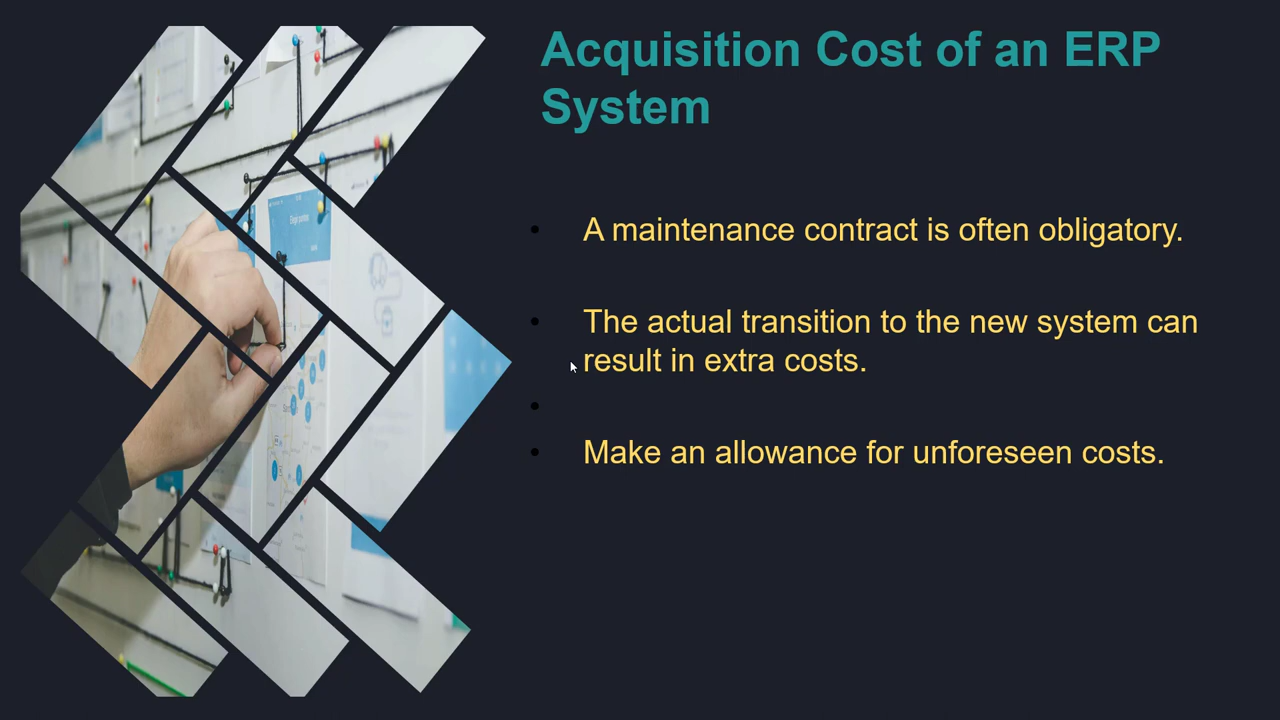 Acquisition Cost of an ERP
System
• A maintenance contract is often obligatory.
• The actual transition to the new system can
result in extra costs.
•
• Make an allowance for unforeseen costs.